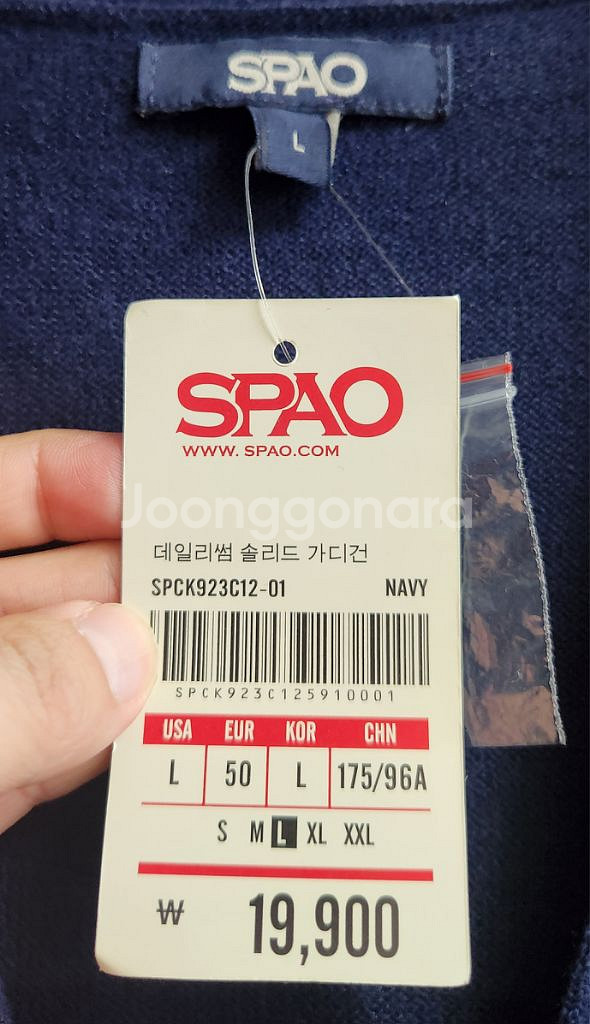 SPAO
L
SPAO
WWW. SPAO.COM
Joonggonara
데일리썸 솔리드 가디건
SPCK923C12-01 NAVY
SPCK923C125910001
USA EUR KOR CHN
L 50 L 175/96A
S M L XL XXL
₩ 19,900